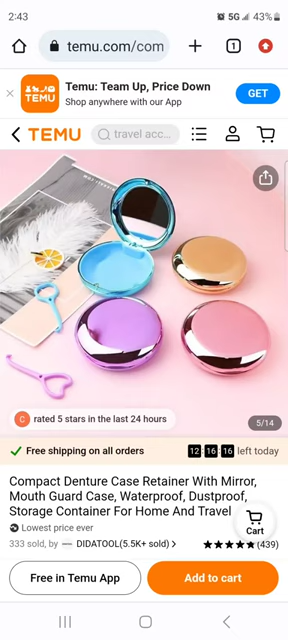 2:43
5G 43%
temu.com/com
1
TEMU
Temu: Team Up, Price Down
Shop anywhere with our App
GET
TEMU
travel acc...
C rated 5 stars in the last 24 hours
5/14
Free shipping on all orders
12:16:16 left today
Compact Denture Case Retainer With Mirror,
Mouth Guard Case, Waterproof, Dustproof,
Storage Container For Home And Travel
Lowest price ever
Cart
333 sold, by DIDATOOL(5.5K+ sold)
(439)
Free in Temu App
Add to cart